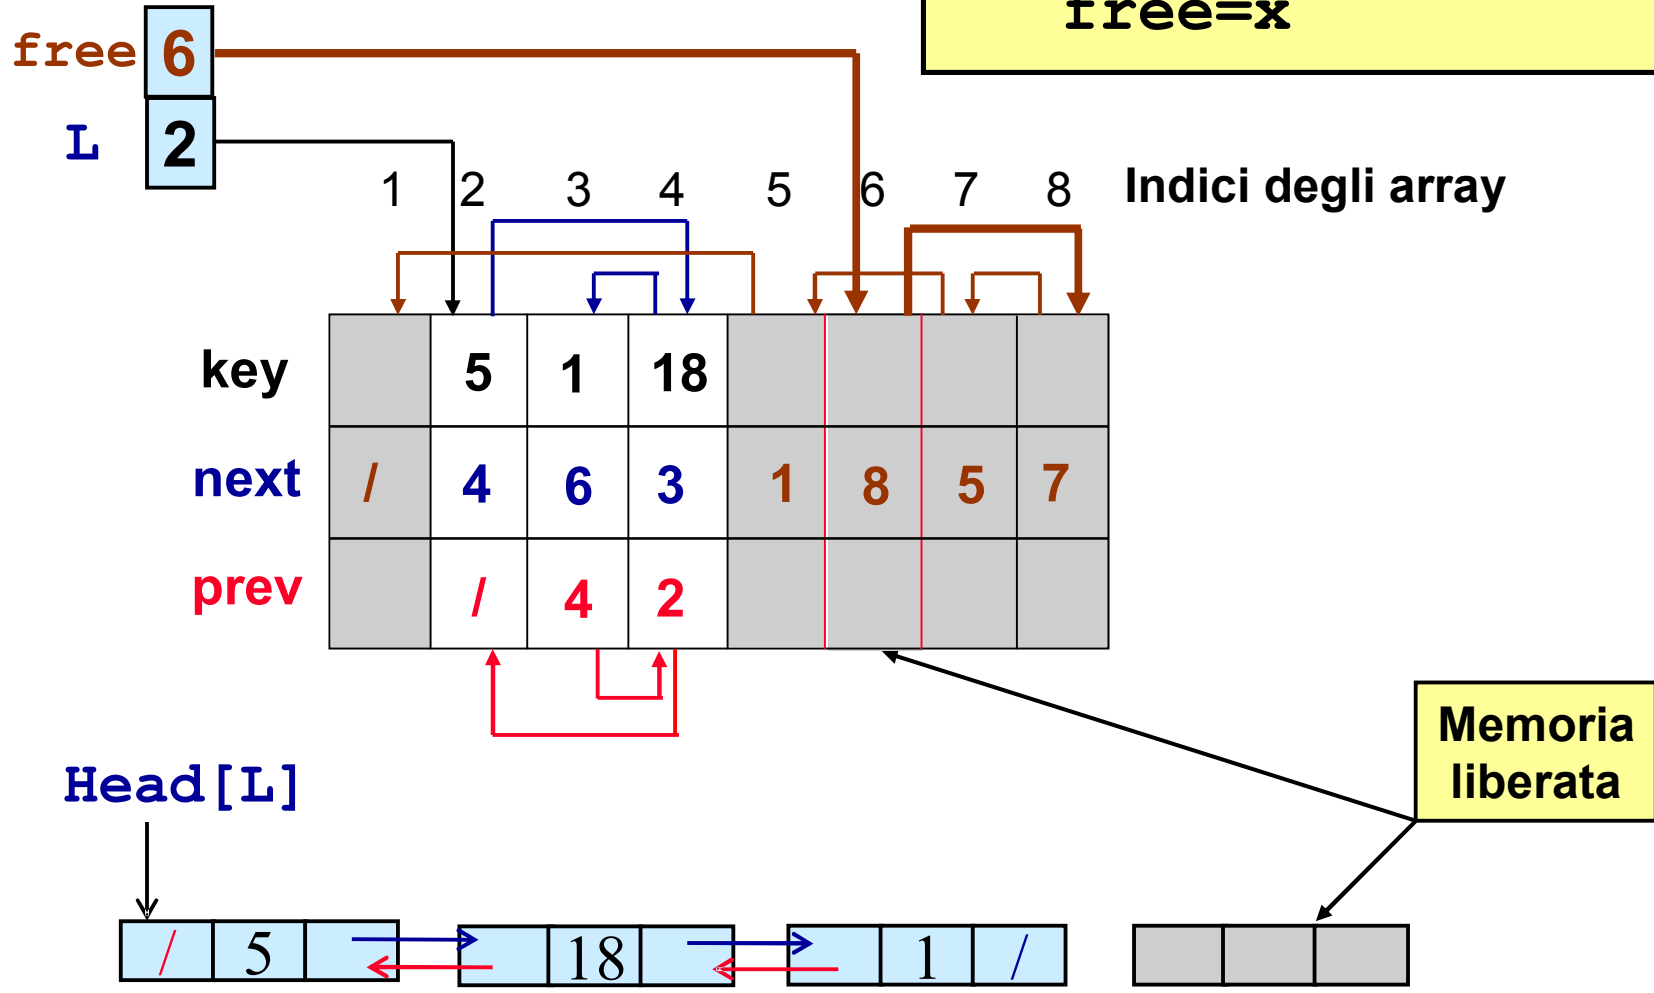 free=x
free 6
L 2
1 2 3 4 5 6 7 8 Indici degli array
key 5 1 18
next / 4 6 3 1 8 5 7
prev / 4 2
Memoria
liberata
Head[L]
/ 5 18 1 /